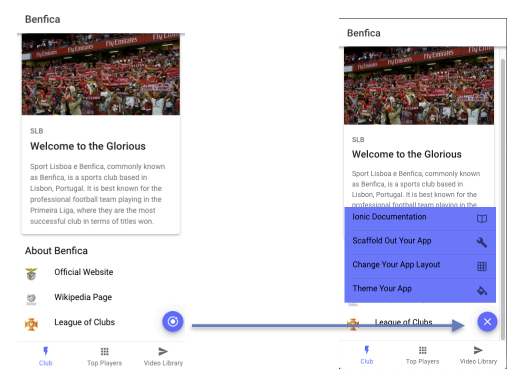 Benfica
Fly Emirates
SLB
Welcome to the Glorious
Sport Lisboa e Benfica, commonly known
as Benfica, is a sports club based in
Lisbon, Portugal. It is best known for the
professional football team playing in the
Primeira Liga, where they are the most
successful club in terms of titles won.
About Benfica
Official Website
Wikipedia Page
League of Clubs
Club
Top Players
Video Library
Benfica
Fly Emirates
SLB
Welcome to the Glorious
Sport Lisboa e Benfica, commonly known
as Benfica, is a sports club based in
Lisbon, Portugal. It is best known for the
professional football team playing in the
Ionic Documentation
Scaffold Out Your App
Change Your App Layout
Theme Your App
League of Clubs
Club
Top Players
Video Library